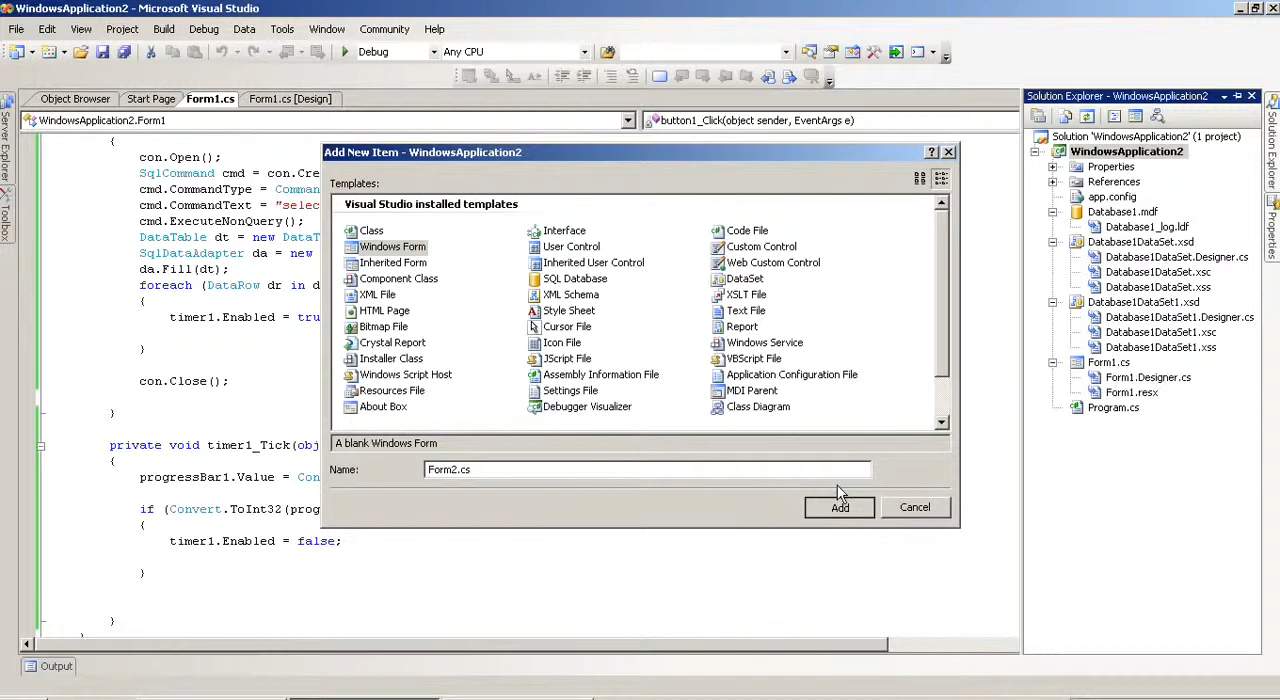 WindowsApplication2 - Microsoft Visual Studio
File Edit View Project Build Debug Data Tools Window Community Help
Debug Any CPU
Object Browser Start Page Form1.cs Form1.cs [Design]
WindowsApplication2.Form1 button1_Click(object sender, EventArgs e)
{
con.Open();
SqlCommand cmd = con.Cre
cmd.CommandType = Comman
cmd.CommandText = "selec
cmd.ExecuteNonQuery();
DataTable dt = new DataT
SqlDataAdapter da = new
da.Fill(dt);
foreach (DataRow dr in d
{
timer1.Enabled = tru
}
con.Close();
}
private void timer1_Tick(obj
{
progressBar1.Value = Con
if (Convert.ToInt32(prog
{
timer1.Enabled = false;
}
}
}
Output
Server Explorer
Toolbox
Add New Item - WindowsApplication2
Templates:
Visual Studio installed templates
Class Interface Code File
Windows Form User Control Custom Control
Inherited Form Inherited User Control Web Custom Control
Component Class SQL Database DataSet
XML File XML Schema XSLT File
HTML Page Style Sheet Text File
Bitmap File Cursor File Report
Crystal Report Icon File Windows Service
Installer Class JScript File VBScript File
Windows Script Host Assembly Information File Application Configuration File
Resources File Settings File MDI Parent
About Box Debugger Visualizer Class Diagram
A blank Windows Form
Name: Form2.cs
Add Cancel
Solution Explorer - WindowsApplication2
Solution 'WindowsApplication2' (1 project)
WindowsApplication2
Properties
References
app.config
Database1.mdf
Database1_log.ldf
Database1DataSet.xsd
Database1DataSet.Designer.cs
Database1DataSet.xsc
Database1DataSet.xss
Database1DataSet1.xsd
Database1DataSet1.Designer.cs
Database1DataSet1.xsc
Database1DataSet1.xss
Form1.cs
Form1.Designer.cs
Form1.resx
Program.cs
Solution Explorer
Properties